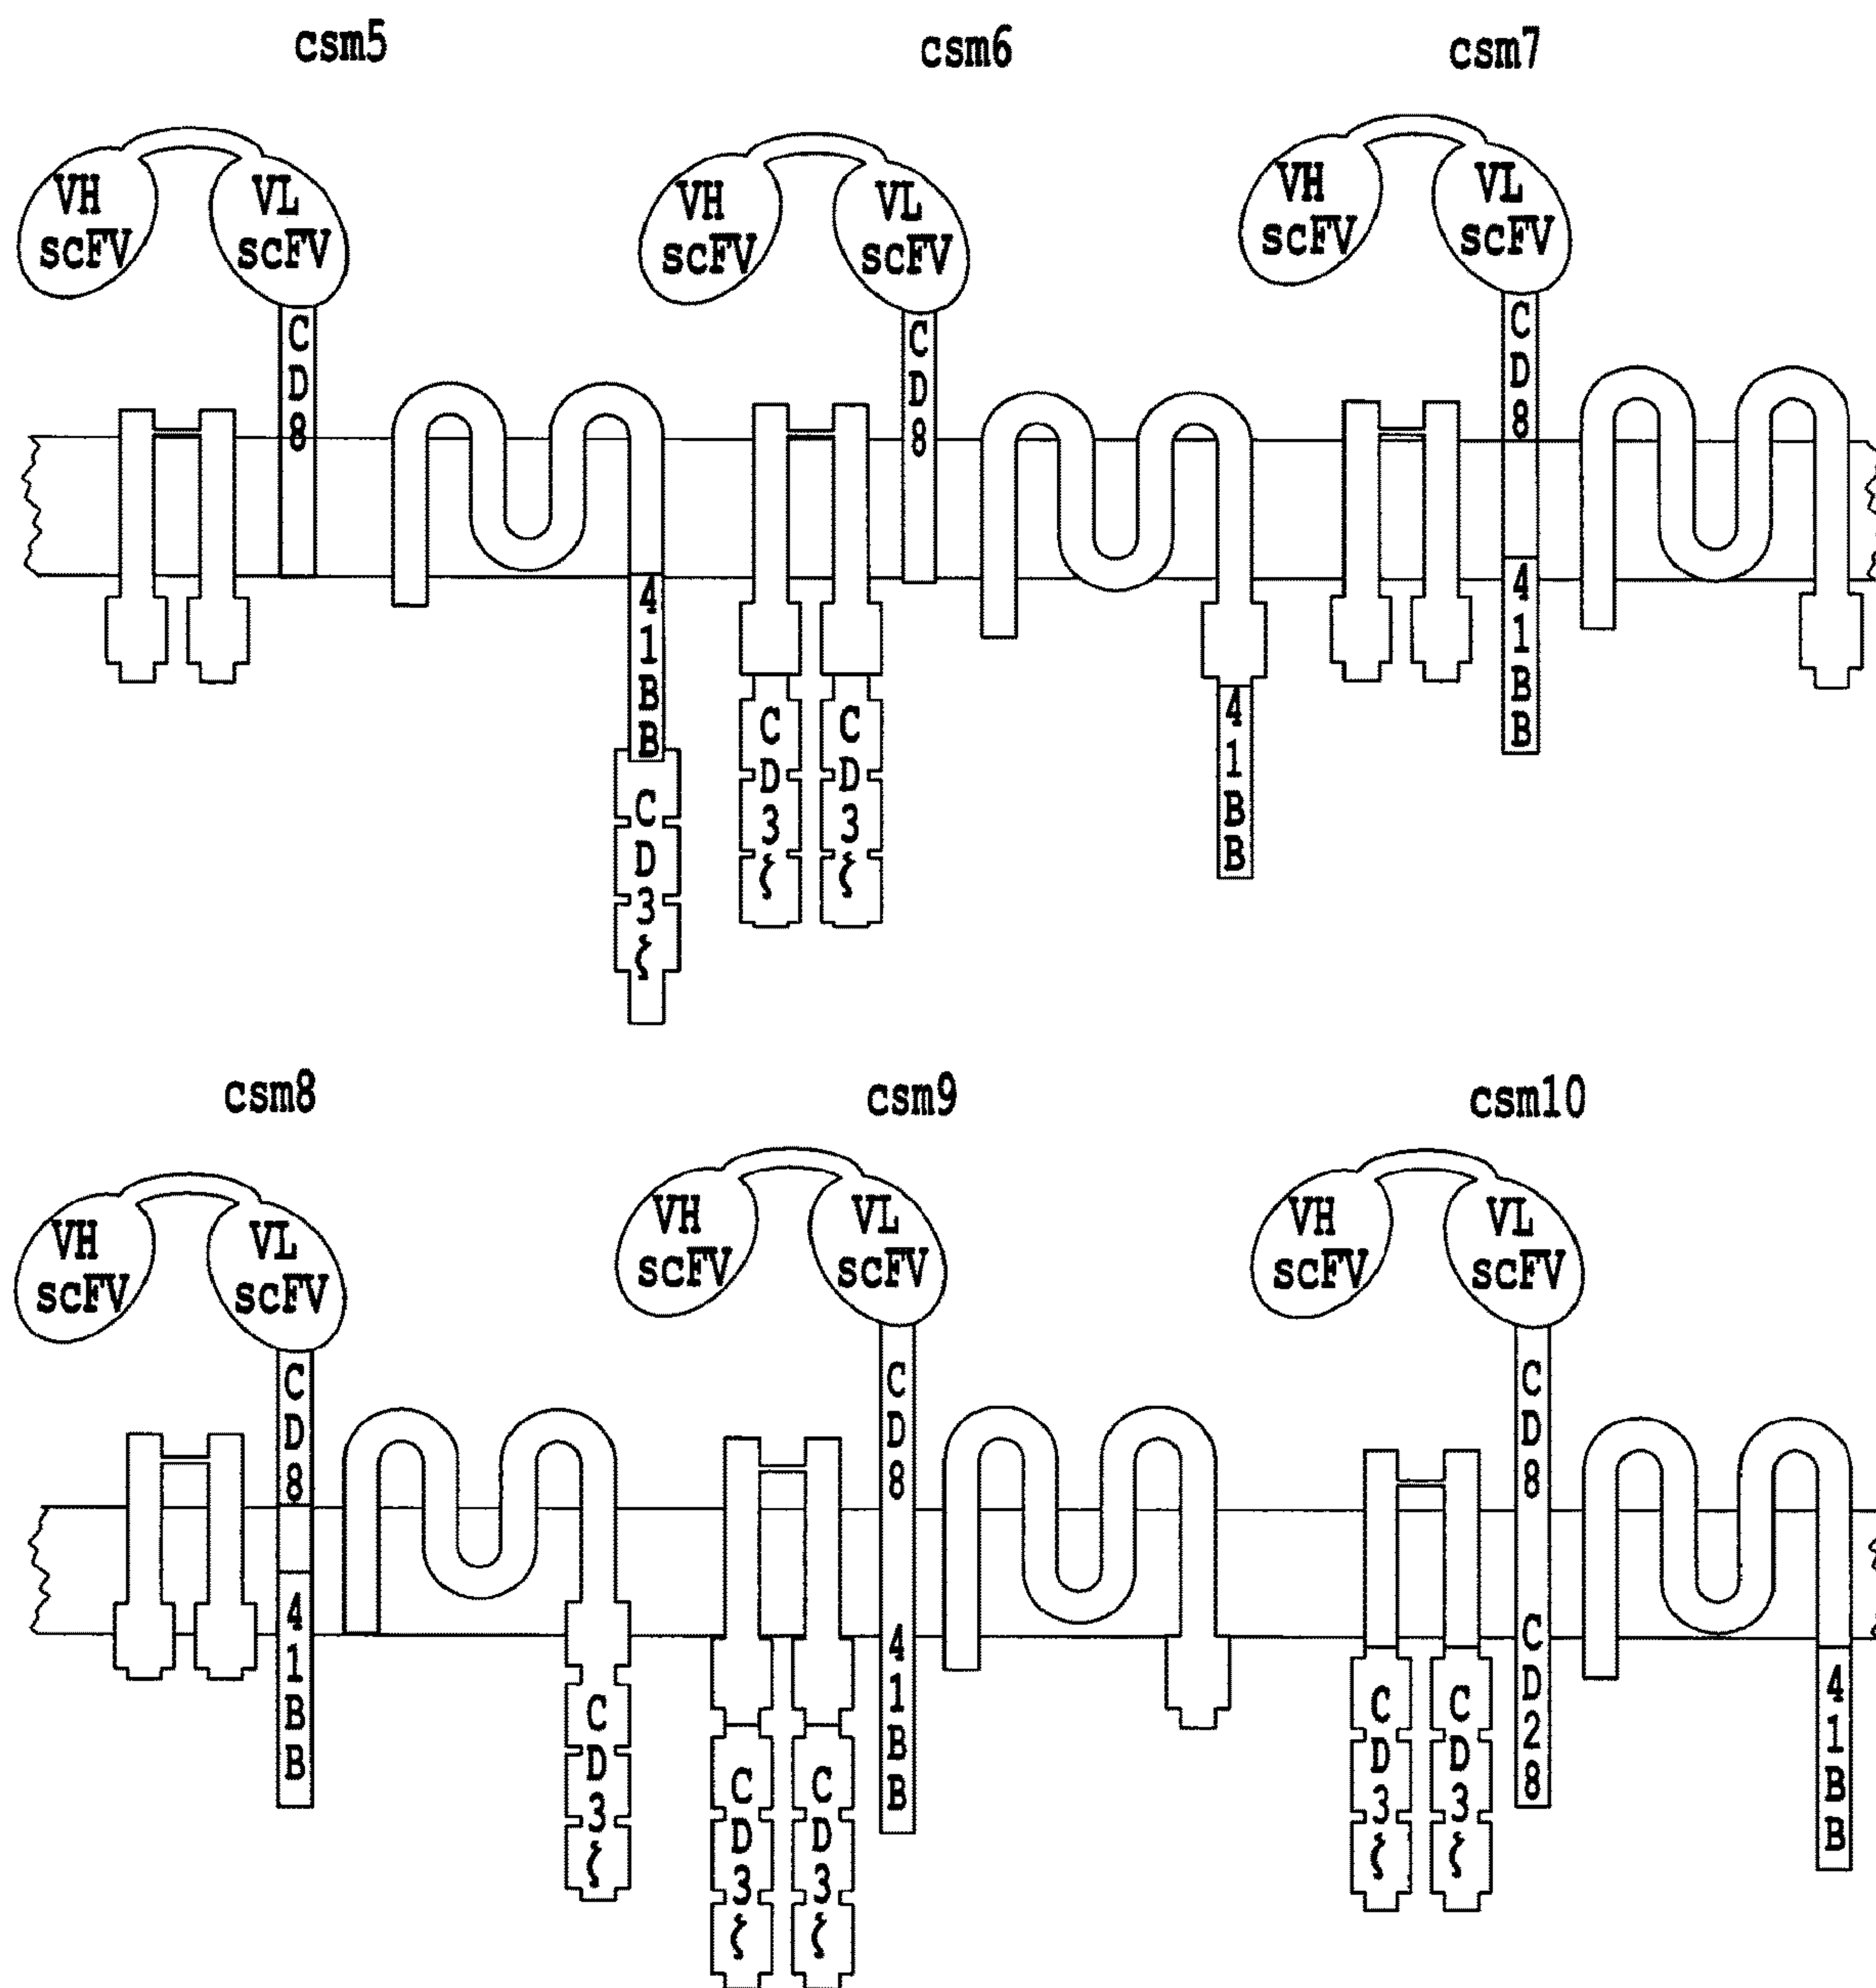 csm5
VH
scFV
VL
scFV
CD8
41BB
CD3ζ
csm6
VH
scFV
VL
scFV
CD8
CD3ζ
CD3ζ
41BB
csm7
VH
scFV
VL
scFV
CD8
41BB
csm8
VH
scFV
VL
scFV
CD8
41BB
CD3ζ
csm9
VH
scFV
VL
scFV
CD8
41BB
CD3ζ
CD3ζ
csm10
VH
scFV
VL
scFV
CD8
CD28
CD3ζ
CD3ζ
41BB